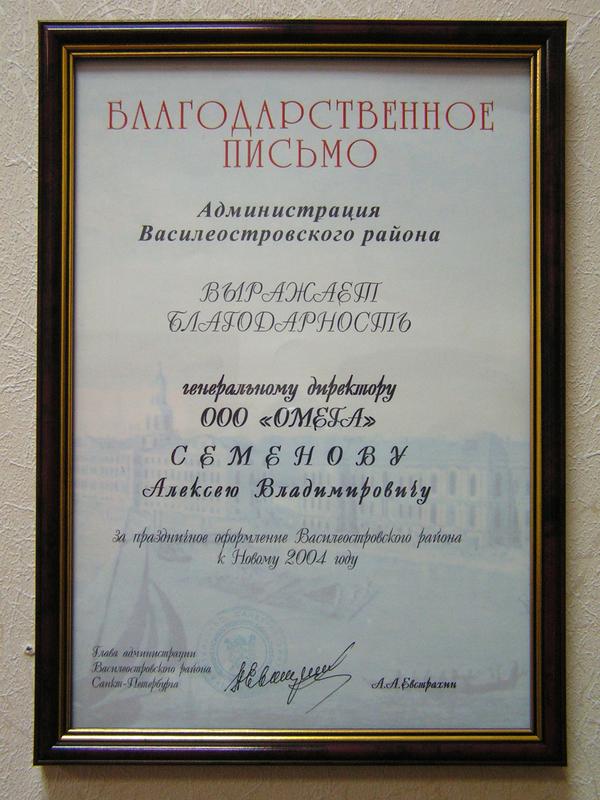 БЛАГОДАРСТВЕННОЕ
ПИСЬМО
Администрация
Василеостровского района
ВЫРАЖАЕТ
БЛАГОДАРНОСТЬ
генеральному директору
ООО «ОМЕГА»
СЕМЕНОВУ
Алексею Владимировичу
за праздничное оформление Василеостровского района
к Новому 2004 году
Глава администрации
Василеостровского района
Санкт-Петербурга
А.А.Евстрахин